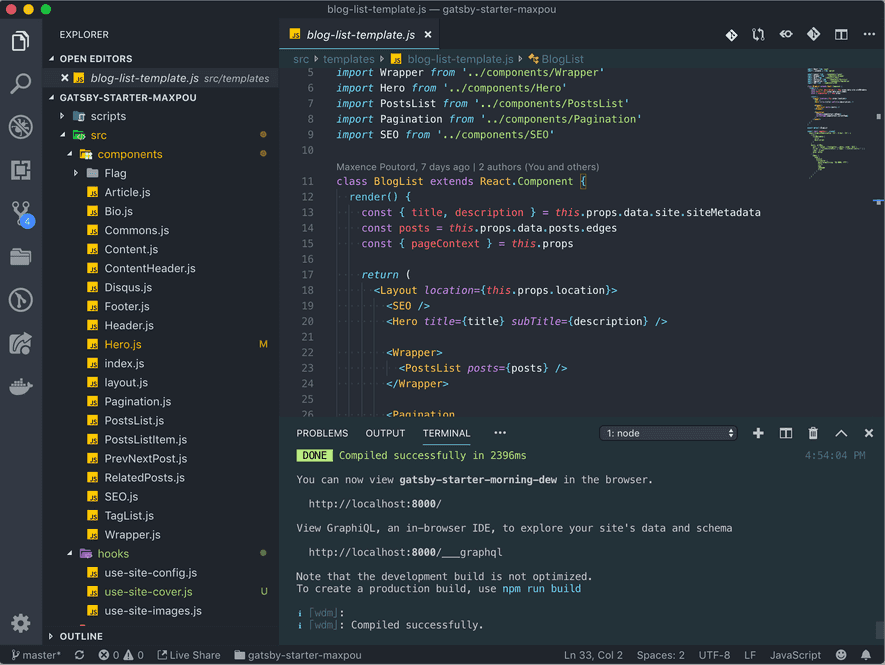 blog-list-template.js — gatsby-starter-maxpou
EXPLORER
OPEN EDITORS
blog-list-template.js src/templates
GATSBY-STARTER-MAXPOU
scripts
src
components
Flag
Article.js
Bio.js
Commons.js
Content.js
ContentHeader.js
Disqus.js
Footer.js
Header.js
Hero.js M
index.js
layout.js
Pagination.js
PostsList.js
PostsListItem.js
PrevNextPost.js
RelatedPosts.js
SEO.js
TagList.js
Wrapper.js
hooks
use-site-config.js
use-site-cover.js U
use-site-images.js
OUTLINE
4
blog-list-template.js
src templates blog-list-template.js BlogList
5 import Wrapper from '../components/Wrapper'
6 import Hero from '../components/Hero'
7 import PostsList from '../components/PostsList'
8 import Pagination from '../components/Pagination'
9 import SEO from '../components/SEO'
10
Maxence Poutord, 7 days ago | 2 authors (You and others)
11 class BlogList extends React.Component {
12 render() {
13 const { title, description } = this.props.data.site.siteMetadata
14 const posts = this.props.data.posts.edges
15 const { pageContext } = this.props
16
17 return (
18 <Layout location={this.props.location}>
19 <SEO />
20 <Hero title={title} subTitle={description} />
21
22 <Wrapper>
23 <PostsList posts={posts} />
24 </Wrapper>
25
26 <Pagination
PROBLEMS OUTPUT TERMINAL ••• 1: node
DONE Compiled successfully in 2396ms 4:54:04 PM
You can now view gatsby-starter-morning-dew in the browser.
http://localhost:8000/
View GraphiQL, an in-browser IDE, to explore your site's data and schema
http://localhost:8000/___graphql
Note that the development build is not optimized.
To create a production build, use npm run build
ℹ ｢wdm｣:
ℹ ｢wdm｣: Compiled successfully.
master* 0 0 Live Share gatsby-starter-maxpou Ln 33, Col 2 Spaces: 2 UTF-8 LF JavaScript